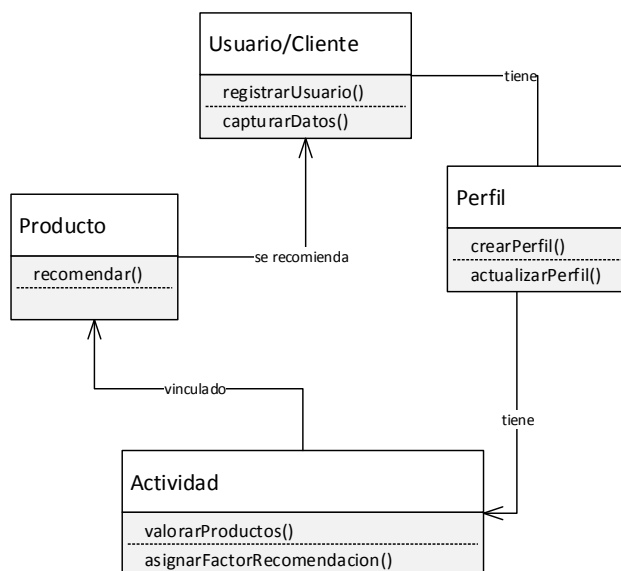 Usuario/Cliente
registrarUsuario()
capturarDatos()
tiene
Perfil
crearPerfil()
actualizarPerfil()
Producto
recomendar()
se recomienda
vinculado
tiene
Actividad
valorarProductos()
asignarFactorRecomendacion()